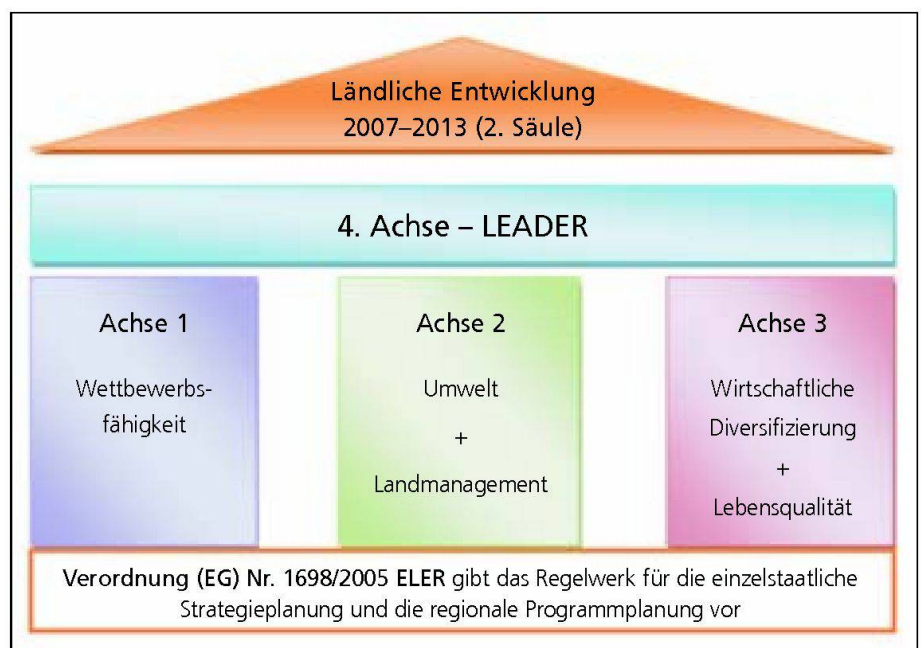 Ländliche Entwicklung
2007–2013 (2. Säule)
4. Achse – LEADER
Achse 1
Wettbewerbs-
fähigkeit
Achse 2
Umwelt
+
Landmanagement
Achse 3
Wirtschaftliche
Diversifizierung
+
Lebensqualität
Verordnung (EG) Nr. 1698/2005 ELER gibt das Regelwerk für die einzelstaatliche
Strategieplanung und die regionale Programmplanung vor